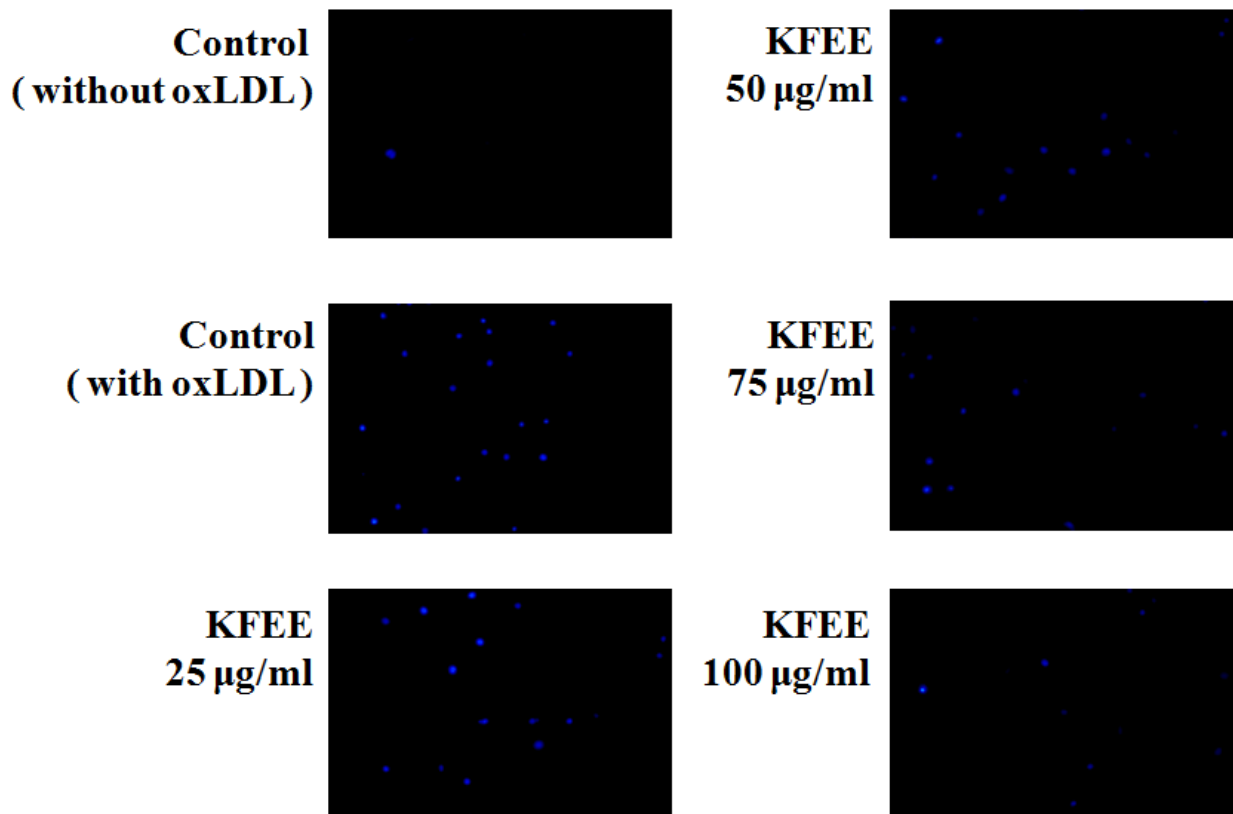 Control
( without oxLDL )
KFEE
50 µg/ml
Control
( with oxLDL )
KFEE
75 µg/ml
KFEE
25 µg/ml
KFEE
100 µg/ml